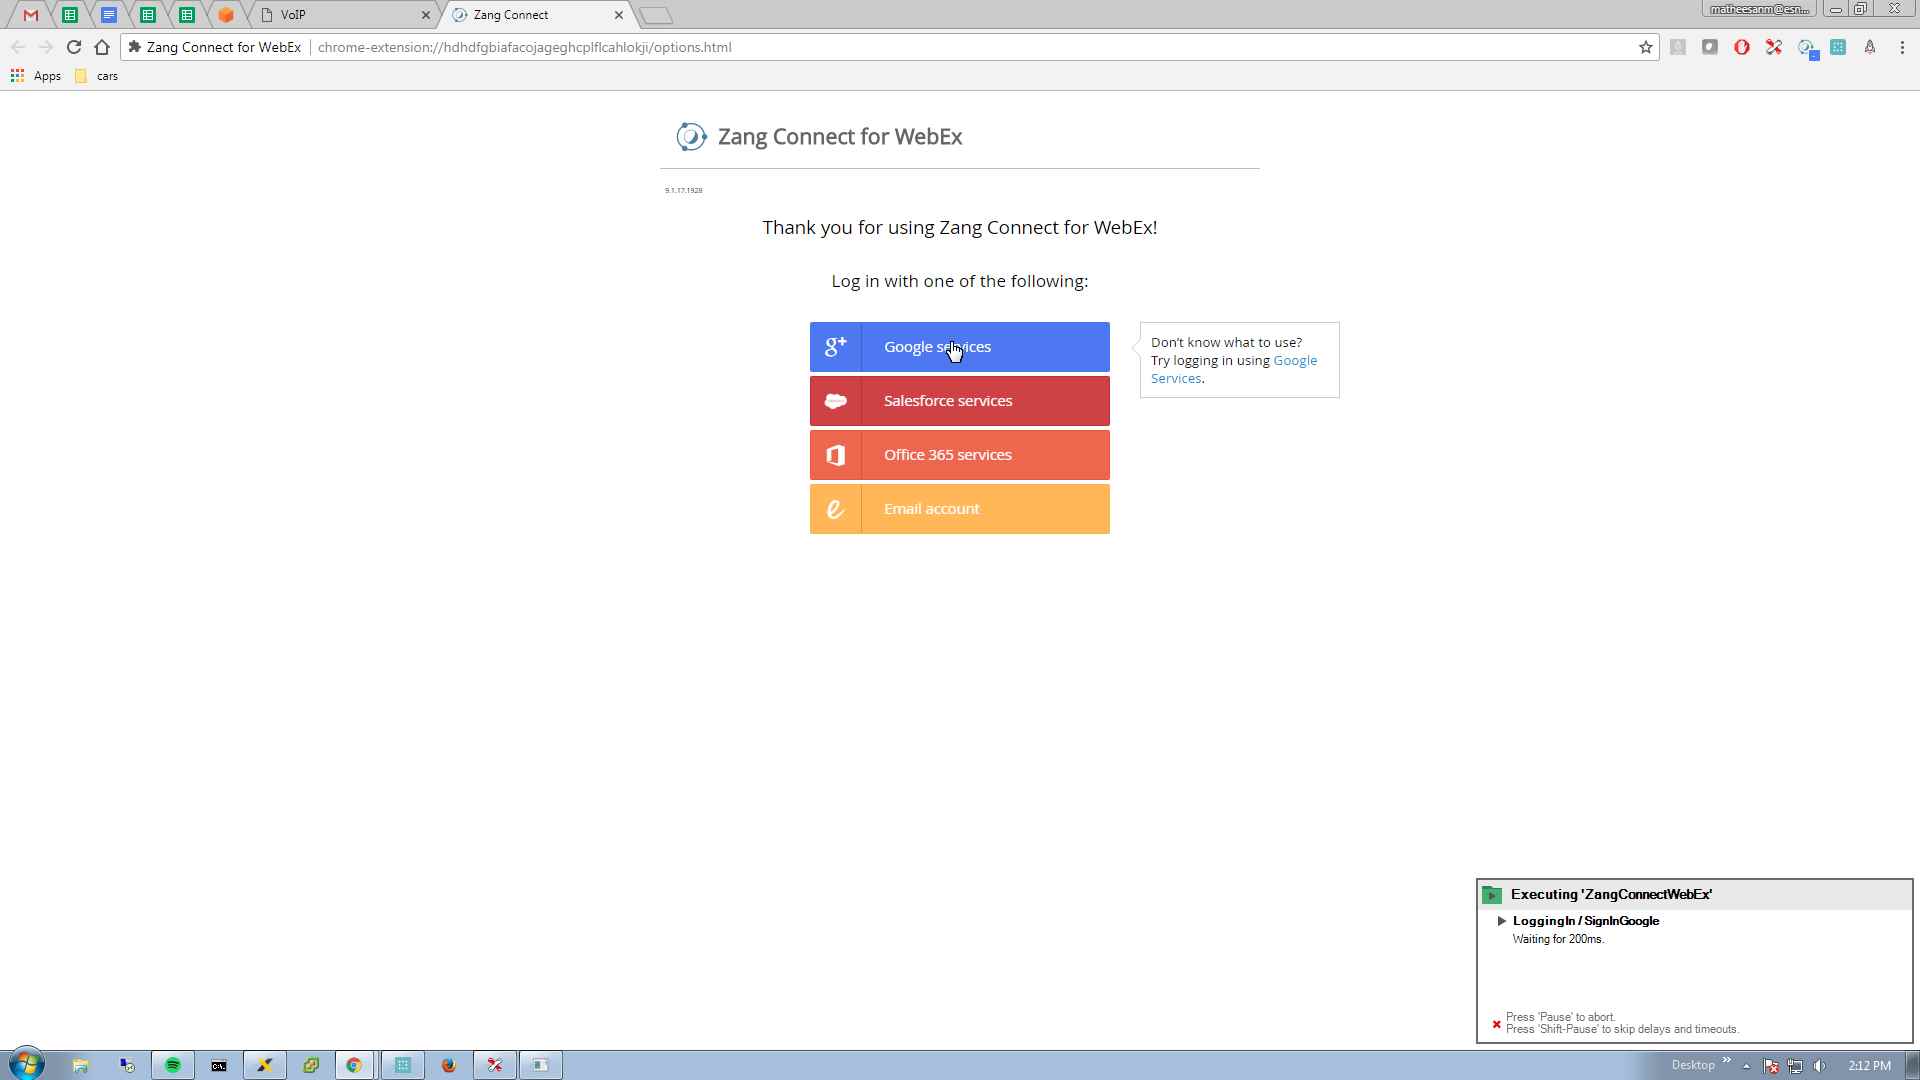 VoIP
Zang Connect
matheesanm@esn...
Zang Connect for WebEx
chrome-extension://hdhdfgbiafacojageghcplflcahlokji/options.html
Apps
cars
Zang Connect for WebEx
9.1.17.1928
Thank you for using Zang Connect for WebEx!
Log in with one of the following:
g+ Google services
Salesforce services
Office 365 services
Email account
Don't know what to use?
Try logging in using Google
Services.
Executing 'ZangConnectWebEx'
LoggingIn / SignInGoogle
Waiting for 200ms.
Press 'Pause' to abort.
Press 'Shift-Pause' to skip delays and timeouts.
Desktop
2:12 PM